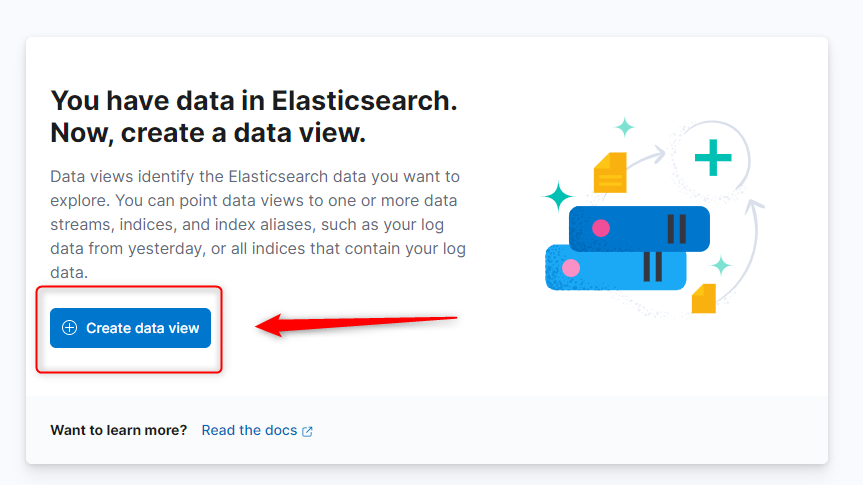 You have data in Elasticsearch.
Now, create a data view.
Data views identify the Elasticsearch data you want to
explore. You can point data views to one or more data
streams, indices, and index aliases, such as your log
data from yesterday, or all indices that contain your log
data.
Create data view
Want to learn more? Read the docs